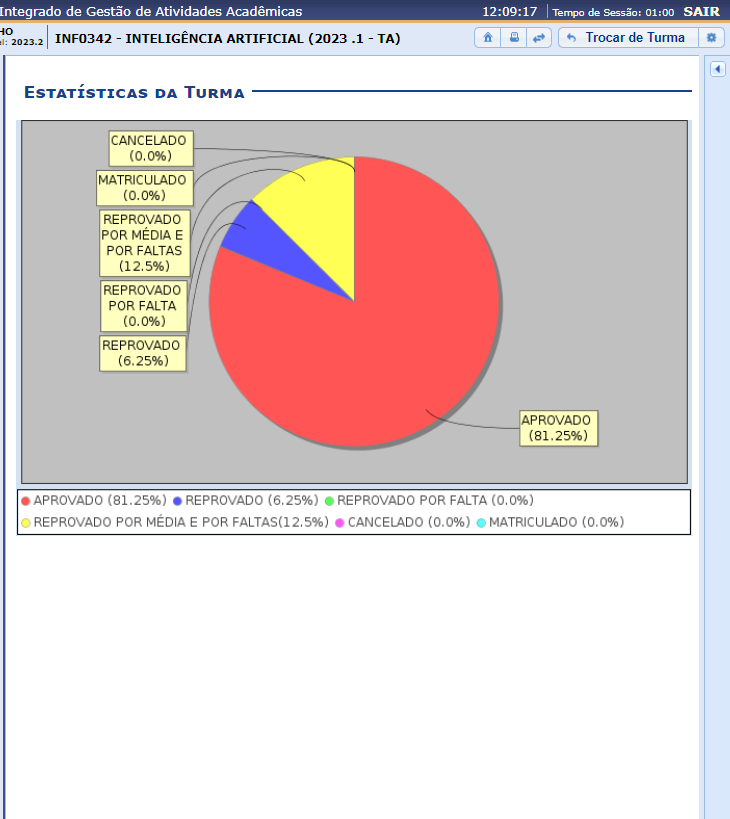 Integrado de Gestão de Atividades Acadêmicas 12:09:17 Tempo de Sessão: 01:00 SAIR
HO
el: 2023.2 INF0342 - INTELIGÊNCIA ARTIFICIAL (2023 .1 - TA) Trocar de Turma
Estatísticas da Turma
CANCELADO
(0.0%)
MATRICULADO
(0.0%)
REPROVADO
POR MÉDIA E
POR FALTAS
(12.5%)
REPROVADO
POR FALTA
(0.0%)
REPROVADO
(6.25%)
APROVADO
(81.25%)
APROVADO (81.25%) REPROVADO (6.25%) REPROVADO POR FALTA (0.0%)
REPROVADO POR MÉDIA E POR FALTAS(12.5%) CANCELADO (0.0%) MATRICULADO (0.0%)